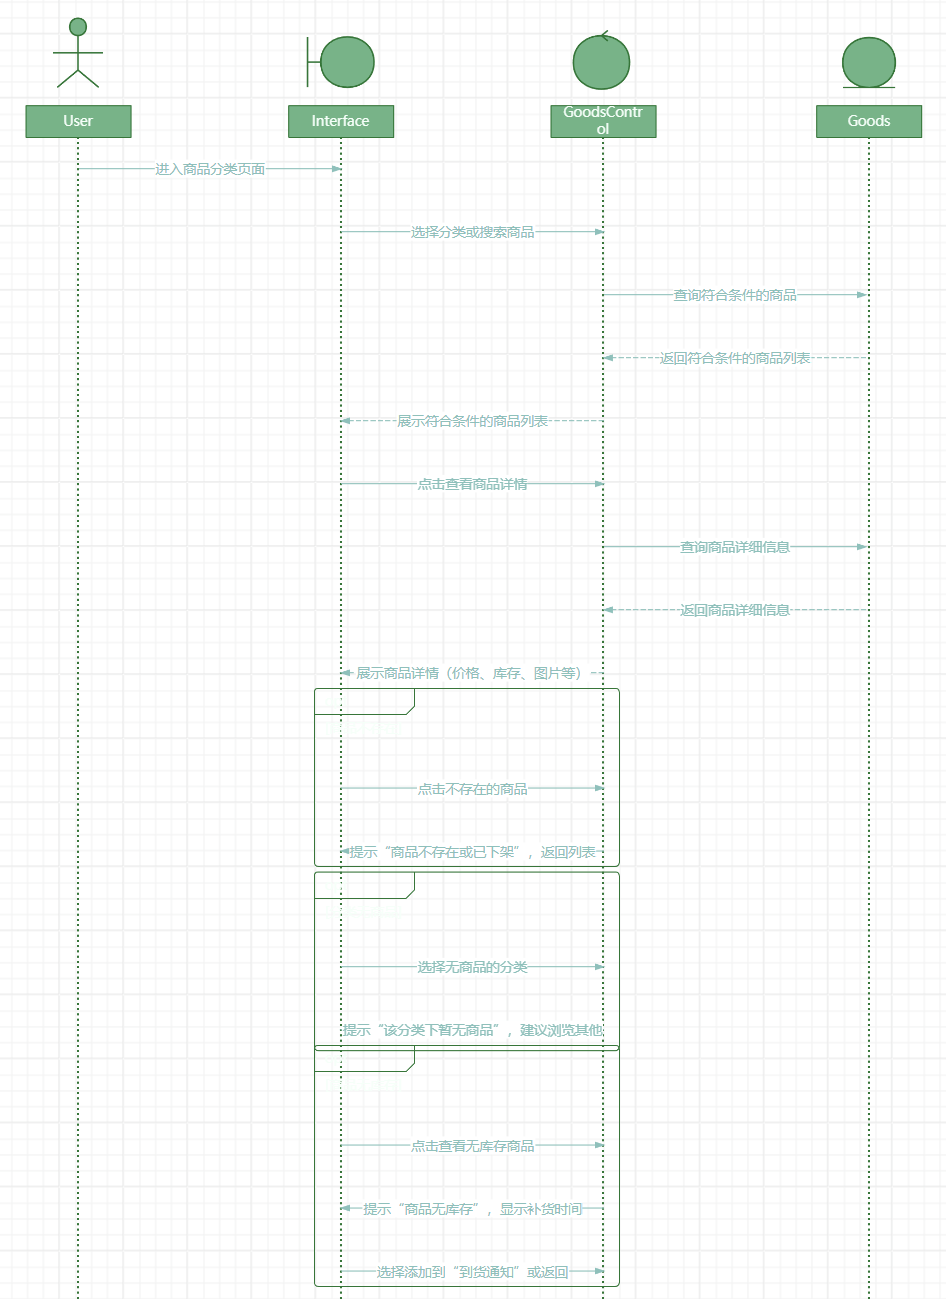 User
Interface
GoodsContr
ol
Goods
进入商品分类页面
选择分类或搜索商品
查询符合条件的商品
返回符合条件的商品列表
展示符合条件的商品列表
点击查看商品详情
查询商品详细信息
返回商品详细信息
展示商品详情（价格、库存、图片等）
点击不存在的商品
提示“商品不存在或已下架”，返回列表
选择无商品的分类
提示“该分类下暂无商品”，建议浏览其他
点击查看无库存商品
提示“商品无库存”，显示补货时间
选择添加到“到货通知”或返回